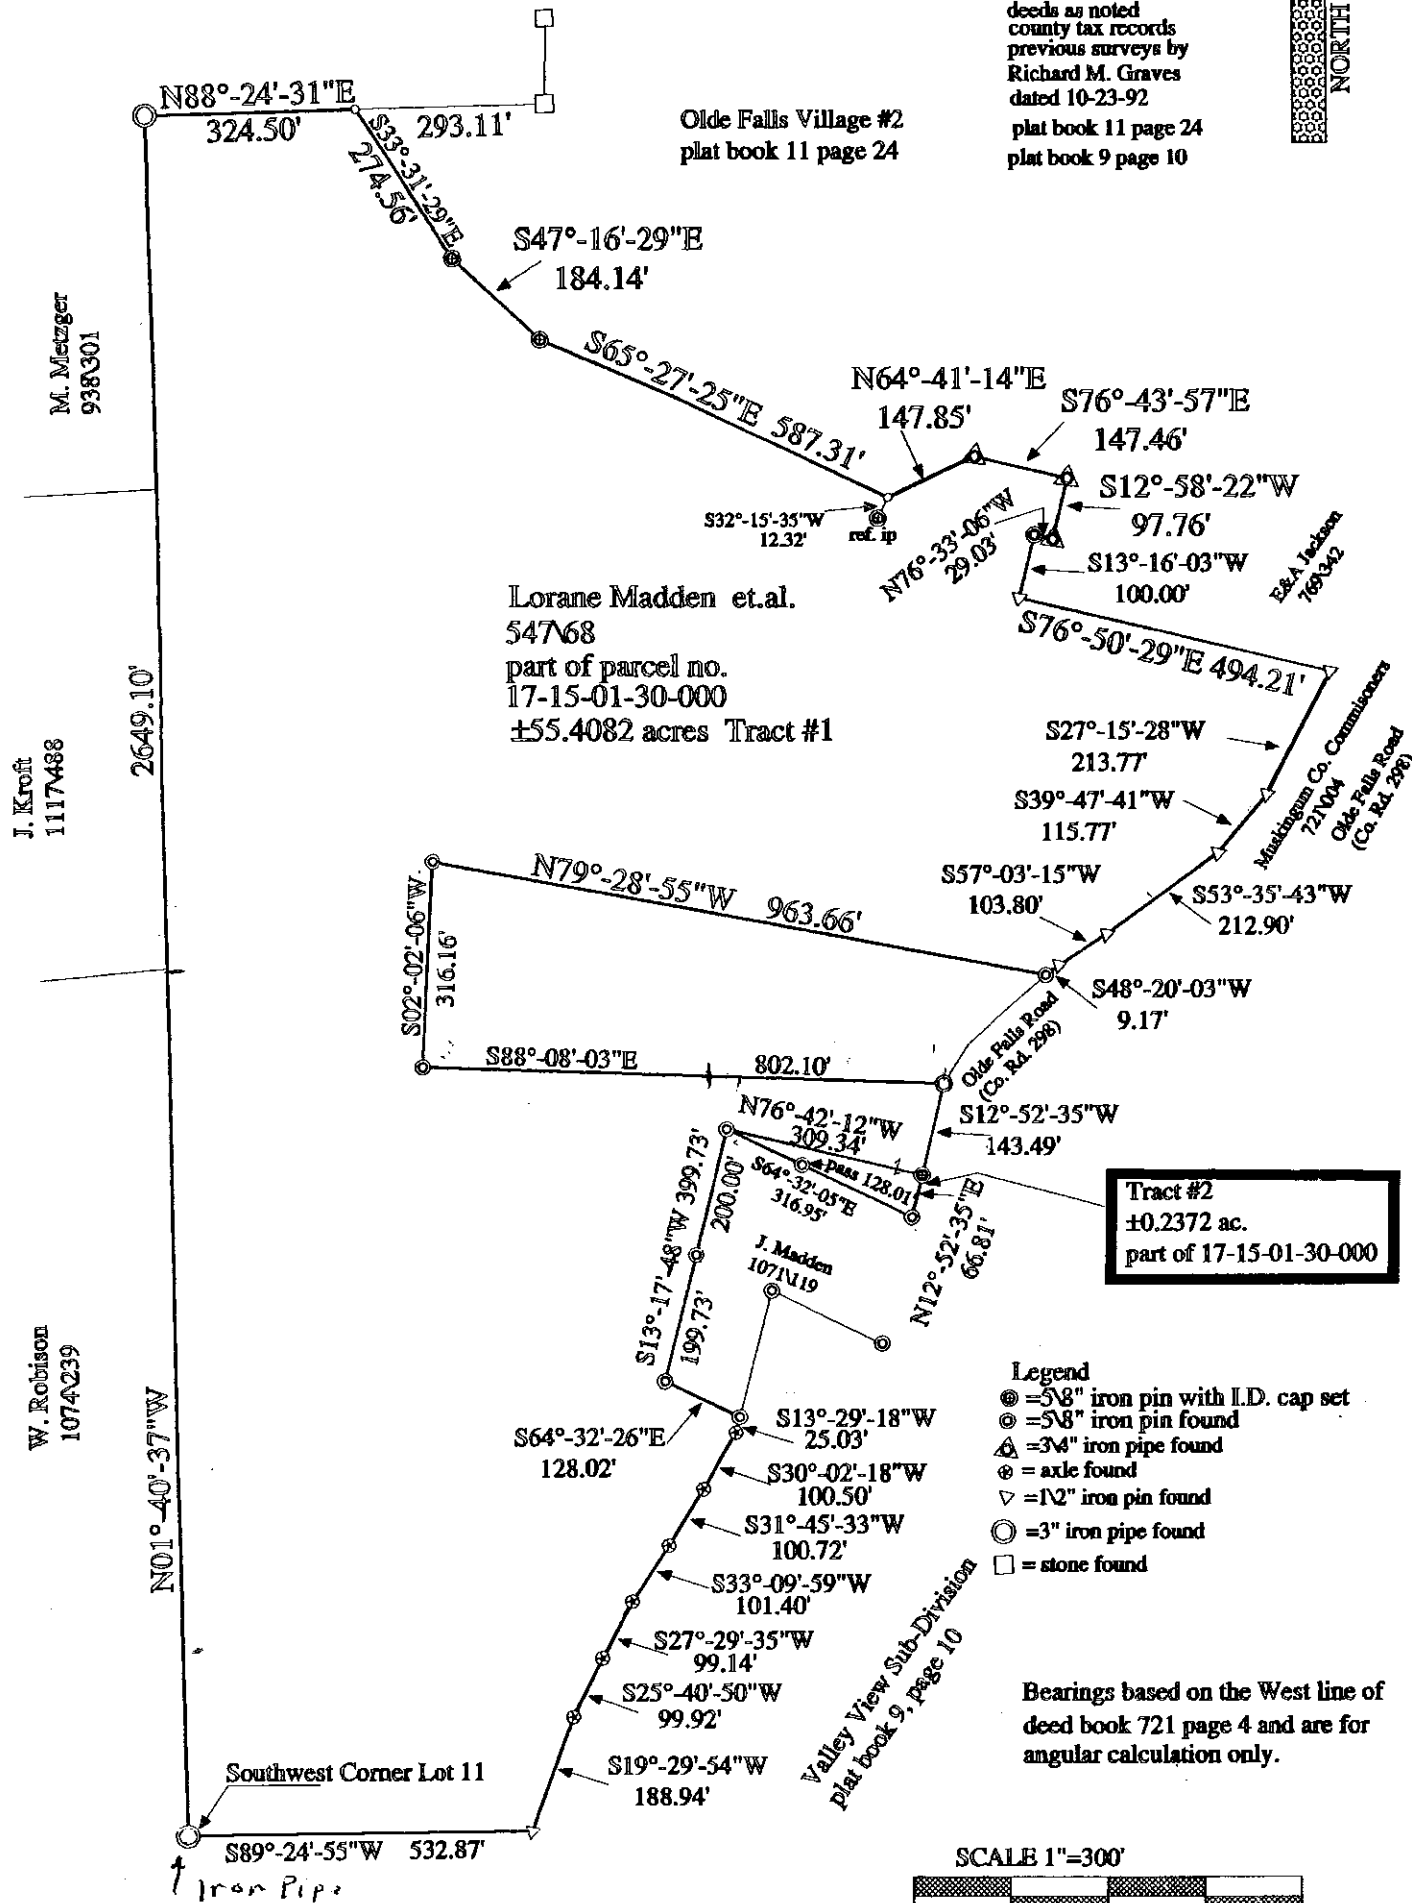 deeds as noted
county tax records
previous surveys by
Richard M. Graves
dated 10-23-92
plat book 11 page 24
plat book 9 page 10
NORTH
N88°-24'-31"E
324.50'
293.11'
Olde Falls Village #2
plat book 11 page 24
S33°-31'-29"E
274.56'
S47°-16'-29"E
184.14'
M. Metzger
938\301
S65°-27'-25"E 587.31'
N64°-41'-14"E
147.85'
S76°-43'-57"E
147.46'
S12°-58'-22"W
97.76'
S32°-15'-35"W
12.32'
ref. ip
N76°-33'-06"W
29.03'
S13°-16'-03"W
100.00'
E&A Jackson
769\342
Lorane Madden et.al.
547\68
part of parcel no.
17-15-01-30-000
±55.4082 acres Tract #1
S76°-50'-29"E 494.21'
2649.10'
J. Kroft
1117\488
S27°-15'-28"W
213.77'
Muskingum Co. Commisoners
721\004
Olde Falls Road
(Co. Rd. 298)
S39°-47'-41"W
115.77'
S57°-03'-15"W
103.80'
S53°-35'-43"W
212.90'
N79°-28'-55"W 963.66'
S02°-02'-06"W
316.16'
S48°-20'-03"W
9.17'
Olde Falls Road
(Co. Rd. 298)
S88°-08'-03"E 802.10'
S12°-52'-35"W
143.49'
N76°-42'-12"W
309.34'
pass 128.01'
S64°-32'-05"E
316.95'
N12°-52'-35"E
66.81'
Tract #2
±0.2372 ac.
part of 17-15-01-30-000
S13°-17'-48"W 399.73'
200.00'
199.73'
J. Madden
1071\119
W. Robison
1074\239
N01°-40'-37"W
Legend
=5\8" iron pin with I.D. cap set
=5\8" iron pin found
=3\4" iron pipe found
= axle found
=1\2" iron pin found
=3" iron pipe found
= stone found
S64°-32'-26"E
128.02'
S13°-29'-18"W
25.03'
S30°-02'-18"W
100.50'
S31°-45'-33"W
100.72'
S33°-09'-59"W
101.40'
S27°-29'-35"W
99.14'
S25°-40'-50"W
99.92'
S19°-29'-54"W
188.94'
Valley View Sub-Division
plat book 9, page 10
Bearings based on the West line of
deed book 721 page 4 and are for
angular calculation only.
Southwest Corner Lot 11
S89°-24'-55"W 532.87'
Iron Pipe
SCALE 1"=300'